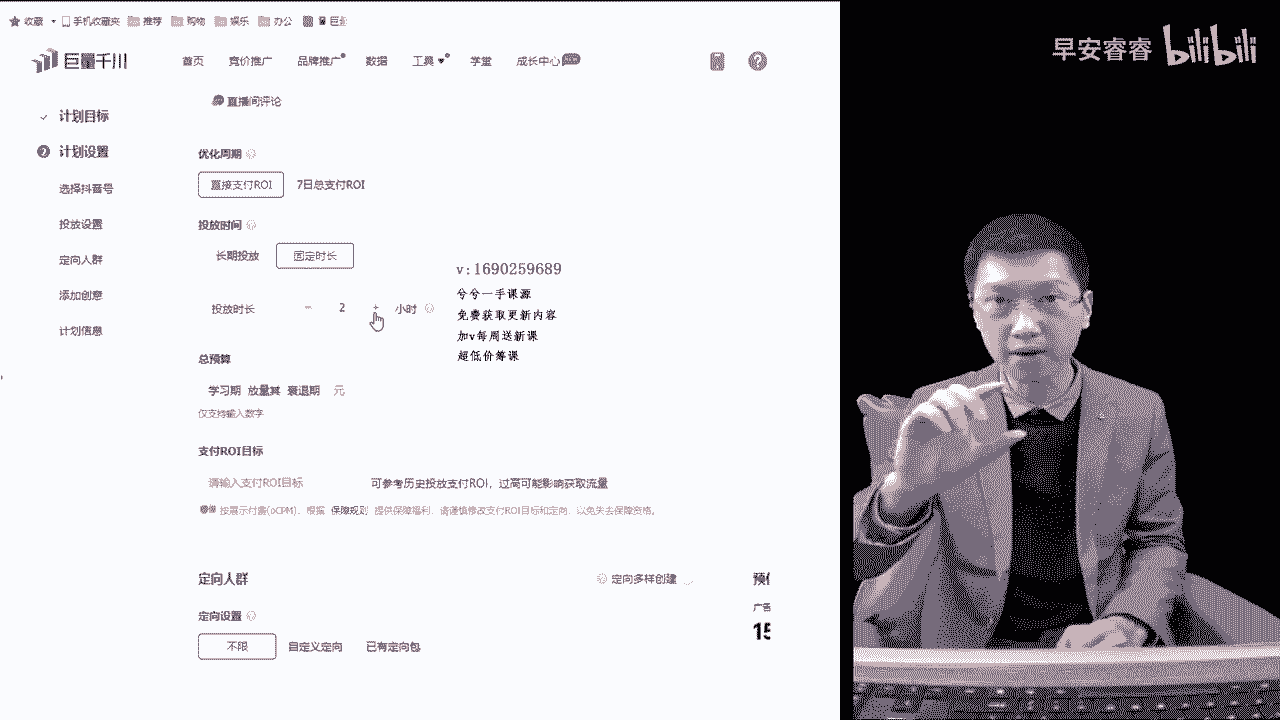 收藏 手机收藏夹 推荐 购物 娱乐 办公
早安睿睿 bilibili
巨量千川 首页 竞价推广 品牌推广 数据 工具 学堂 成长中心
直播间评论
计划目标
计划设置
选择抖音号
投放设置
定向人群
添加创意
计划信息
优化周期
直接支付ROI 7日总支付ROI
投放时间
长期投放 固定时长
投放时长 － 2 + 小时
v:1690259689
兮兮一手课源
免费获取更新内容
加v每周送新课
超低价筹课
总预算
学习期 放量其 衰退期 元
仅支持输入数字
支付ROI目标
请输入支付ROI目标 可参考历史投放支付ROI，过高可能影响获取流量
按展示付费(oCPM)，根据 保障规则 提供保障福利，请谨慎修改支付ROI目标和定向，以免失去保障资格。
定向人群 定向多样创建
定向设置
不限 自定义定向 已有定向包
广告
15